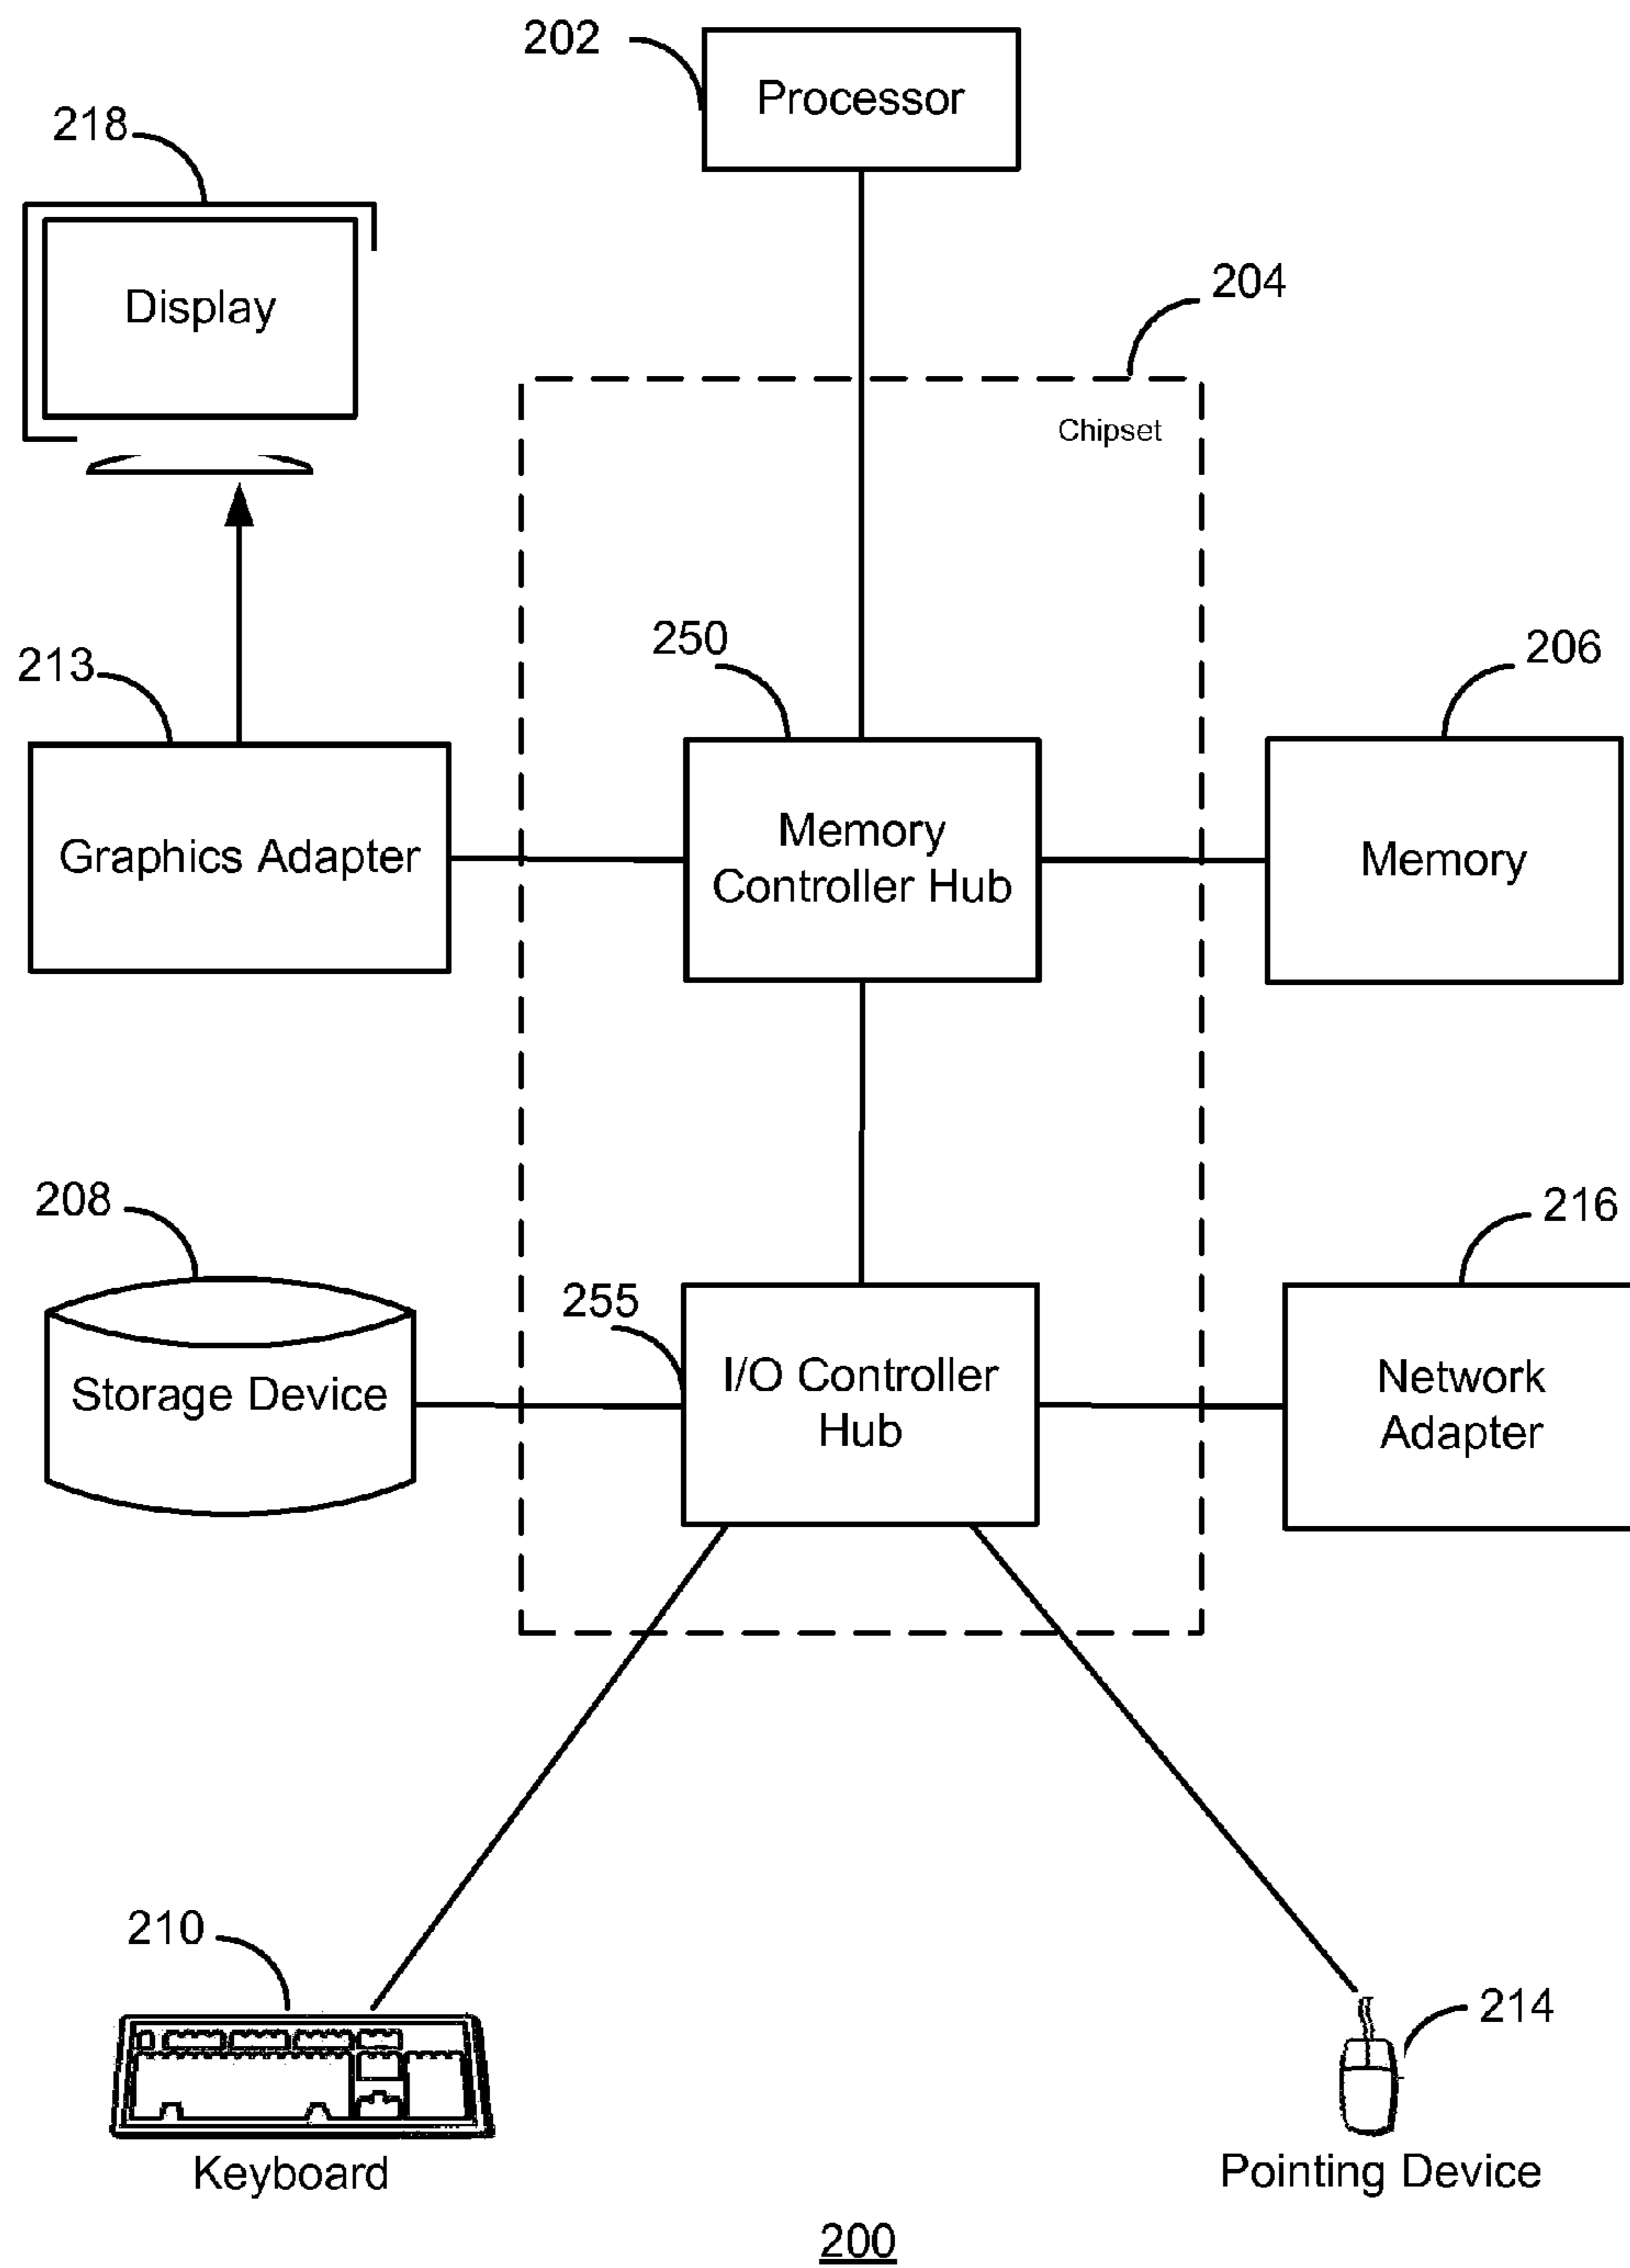 202
Processor
218
Display
204
Chipset
250
213
206
Graphics Adapter
Memory
Controller Hub
Memory
208
216
255
Storage Device
I/O Controller
Hub
Network
Adapter
210
214
Keyboard
Pointing Device
200